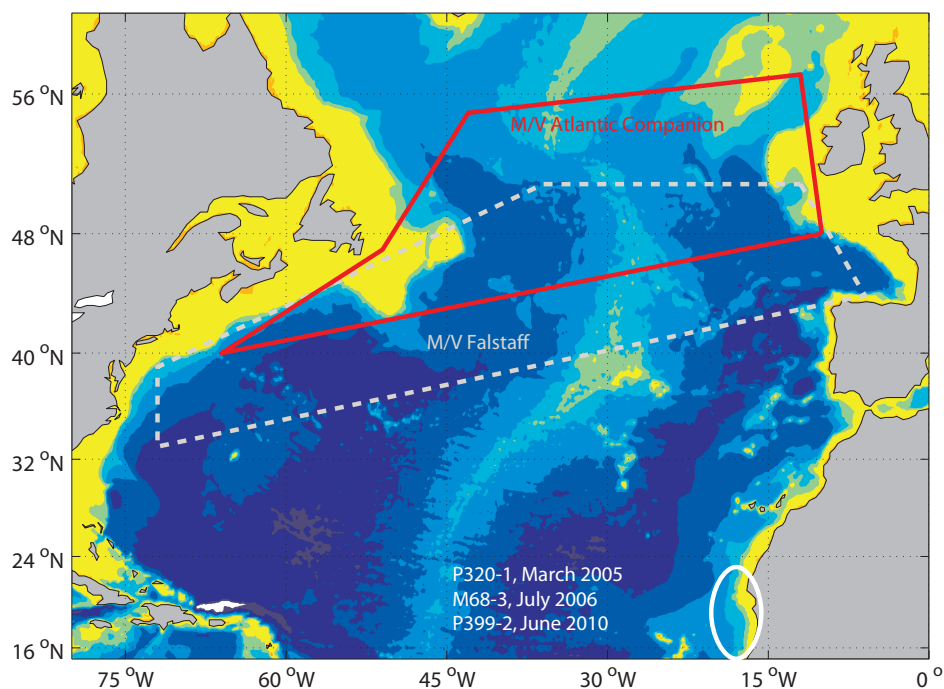 56 °N
M/V Atlantic Companion
48 °N
M/V Falstaff
40 °N
32 °N
24 °N
P320-1, March 2005
M68-3, July 2006
P399-2, June 2010
16 °N
75 °W 60 °W 45 °W 30 °W 15 °W 0 °